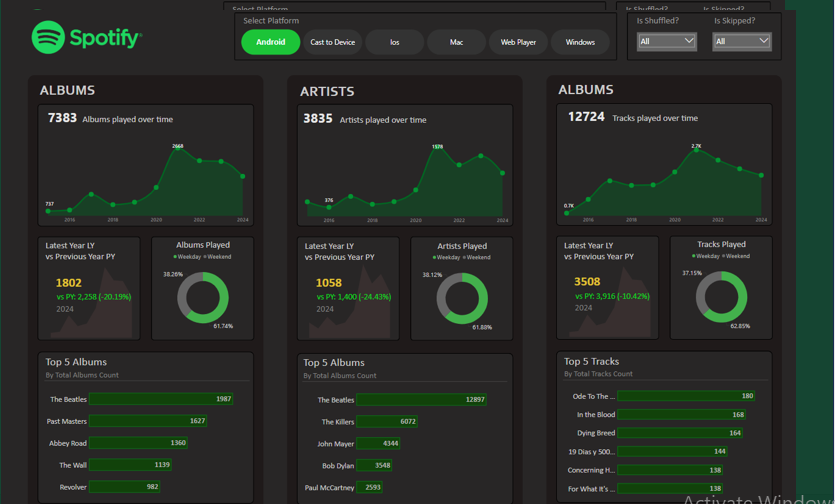 Select Platform
Is Shuffled?
Is Skipped?
Spotify
Select Platform
Android
Cast to Device
Ios
Mac
Web Player
Windows
Is Shuffled?
Is Skipped?
All
All
ALBUMS
7383 Albums played over time
2668
737
2016 2018 2020 2022 2024
Latest Year LY
vs Previous Year PY
1802
vs PY: 2,258 (-20.19%)
2024
Albums Played
Weekday Weekend
38.26%
61.74%
Top 5 Albums
By Total Albums Count
The Beatles 1987
Past Masters 1627
Abbey Road 1360
The Wall 1139
Revolver 982
ARTISTS
3835 Artists played over time
1578
376
2016 2018 2020 2022 2024
Latest Year LY
vs Previous Year PY
1058
vs PY: 1,400 (-24.43%)
2024
Artists Played
Weekday Weekend
38.12%
61.88%
Top 5 Albums
By Total Albums Count
The Beatles 12897
The Killers 6072
John Mayer 4344
Bob Dylan 3548
Paul McCartney 2593
ALBUMS
12724 Tracks played over time
2.7K
0.7K
2016 2018 2020 2022 2024
Latest Year LY
vs Previous Year PY
3508
vs PY: 3,916 (-10.42%)
2024
Tracks Played
Weekday Weekend
37.15%
62.85%
Top 5 Tracks
By Total Tracks Count
Ode To The ... 180
In the Blood 168
Dying Breed 164
19 Dias y 500... 144
Concerning H... 138
For What It's ... 138
Activate Window